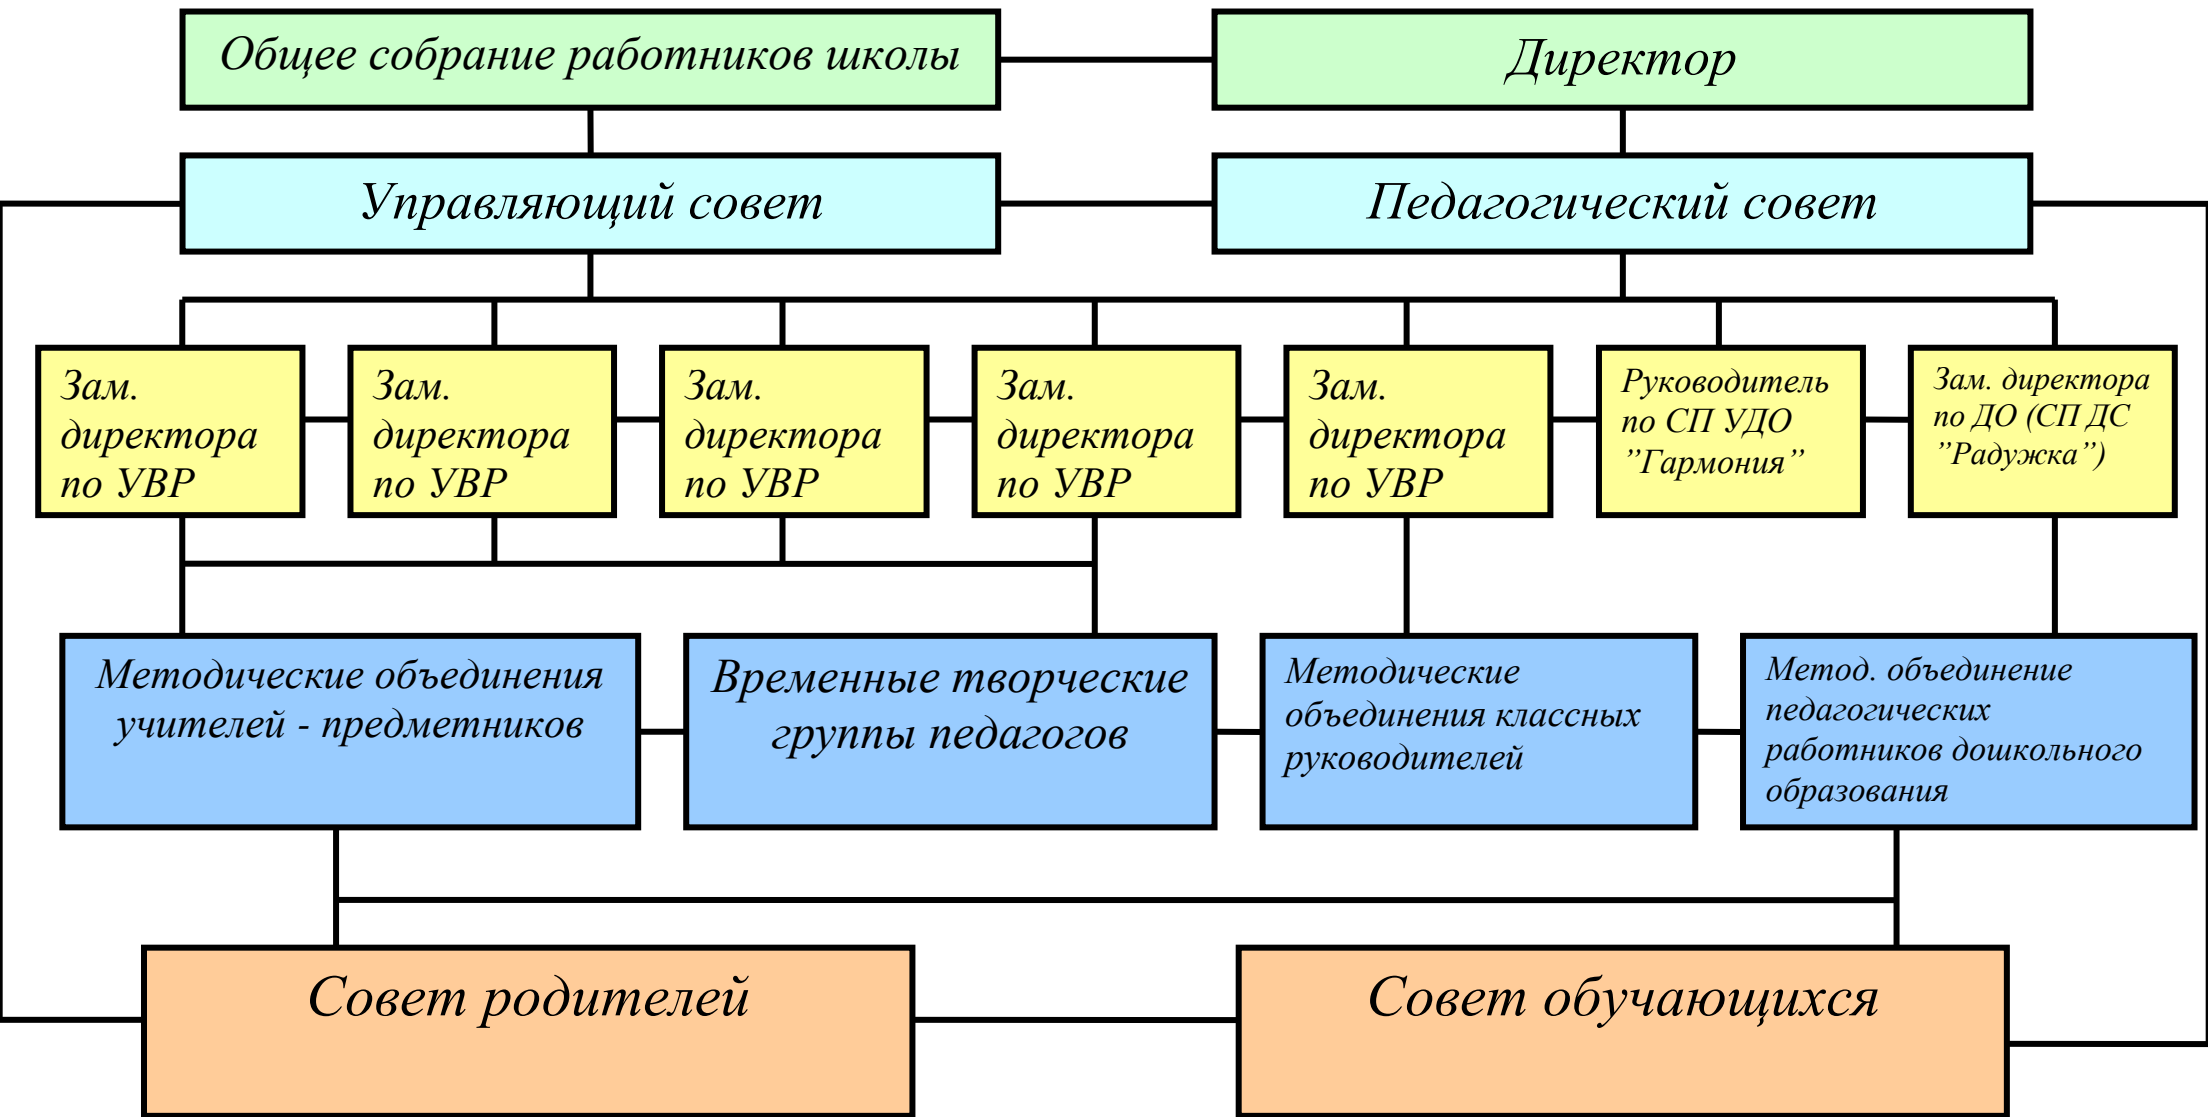 Общее собрание работников школы
Директор
Управляющий совет
Педагогический совет
Зам.
директора
по УВР
Зам.
директора
по УВР
Зам.
директора
по УВР
Зам.
директора
по УВР
Зам.
директора
по УВР
Руководитель
по СП УДО
”Гармония”
Зам. директора
по ДО (СП ДС
”Радужка”)
Методические объединения
учителей - предметников
Временные творческие
группы педагогов
Методические
объединения классных
руководителей
Метод. объединение
педагогических
работников дошкольного
образования
Совет родителей
Совет обучающихся